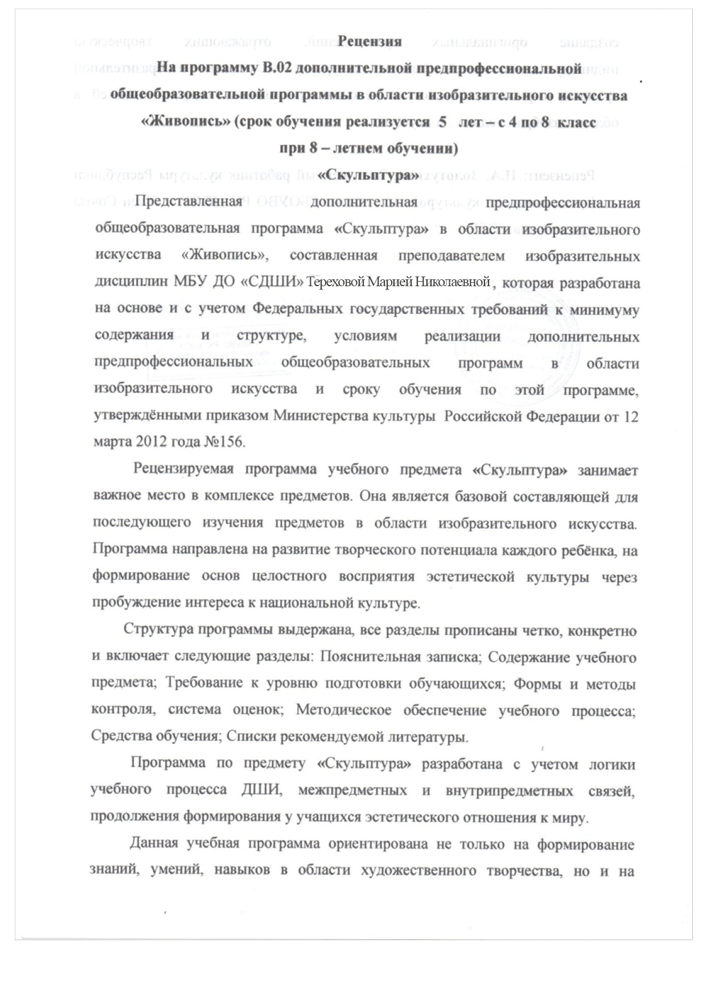 Рецензия
На программу В.02 дополнительной предпрофессиональной
общеобразовательной программы в области изобразительного искусства
«Живопись» (срок обучения реализуется 5 лет – с 4 по 8 класс
при 8 – летнем обучении)
«Скульптура»
Представленная дополнительная предпрофессиональная
общеобразовательная программа «Скульптура» в области изобразительного
искусства «Живопись», составленная преподавателем изобразительных
дисциплин МБУ ДО «СДШИ» Тереховой Марией Николаевной , которая разработана
на основе и с учетом Федеральных государственных требований к минимуму
содержания и структуре, условиям реализации дополнительных
предпрофессиональных общеобразовательных программ в области
изобразительного искусства и сроку обучения по этой программе,
утверждёнными приказом Министерства культуры Российской Федерации от 12
марта 2012 года №156.
Рецензируемая программа учебного предмета «Скульптура» занимает
важное место в комплексе предметов. Она является базовой составляющей для
последующего изучения предметов в области изобразительного искусства.
Программа направлена на развитие творческого потенциала каждого ребёнка, на
формирование основ целостного восприятия эстетической культуры через
пробуждение интереса к национальной культуре.
Структура программы выдержана, все разделы прописаны четко, конкретно
и включает следующие разделы: Пояснительная записка; Содержание учебного
предмета; Требование к уровню подготовки обучающихся; Формы и методы
контроля, система оценок; Методическое обеспечение учебного процесса;
Средства обучения; Списки рекомендуемой литературы.
Программа по предмету «Скульптура» разработана с учетом логики
учебного процесса ДШИ, межпредметных и внутрипредметных связей,
продолжения формирования у учащихся эстетического отношения к миру.
Данная учебная программа ориентирована не только на формирование
знаний, умений, навыков в области художественного творчества, но и на